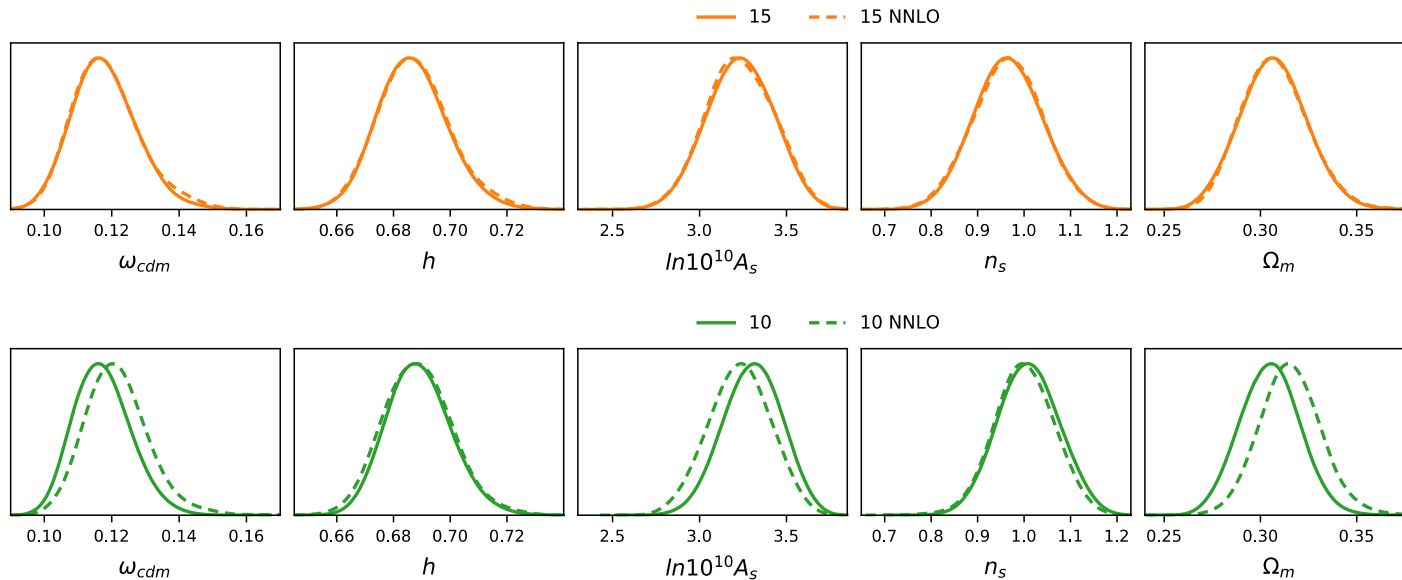 15 15 NNLO
0.10 0.12 0.14 0.16 0.66 0.68 0.70 0.72 2.5 3.0 3.5 0.7 0.8 0.9 1.0 1.1 1.2 0.25 0.30 0.35
ω_{cdm} h ln10^{10}A_s n_s Ω_m
10 10 NNLO
0.10 0.12 0.14 0.16 0.66 0.68 0.70 0.72 2.5 3.0 3.5 0.7 0.8 0.9 1.0 1.1 1.2 0.25 0.30 0.35
ω_{cdm} h ln10^{10}A_s n_s Ω_m